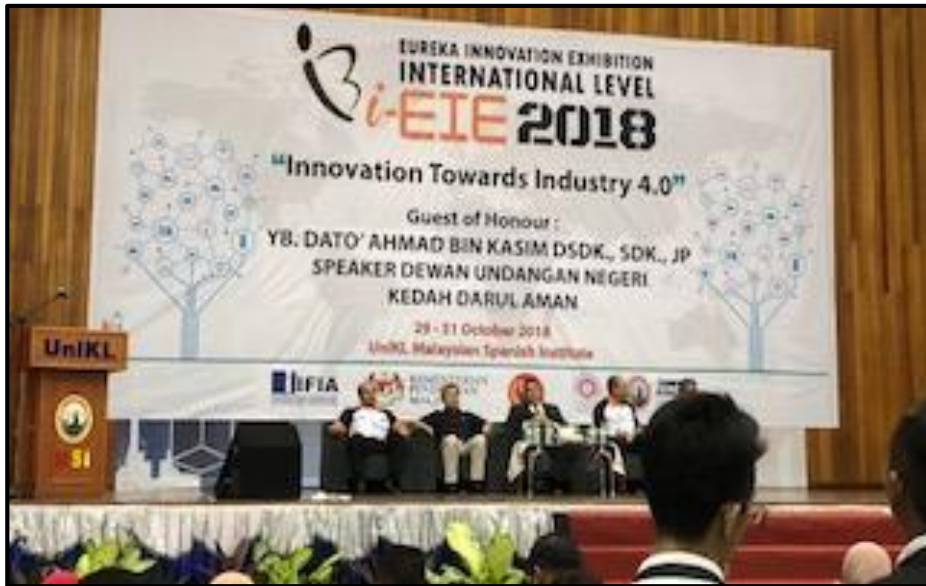 EUREKA INNOVATION EXHIBITION
INTERNATIONAL LEVEL
i-EIE 2018
"Innovation Towards Industry 4.0"
Guest of Honour :
YB. DATO' AHMAD BIN KASIM DSDK., SDK., JP
SPEAKER DEWAN UNDANGAN NEGERI
KEDAH DARUL AMAN
29 - 31 October 2018
UniKL Malaysian Spanish Institute
IFIA
KEMENTERIAN
PENDIDIKAN
UniKL
MSI